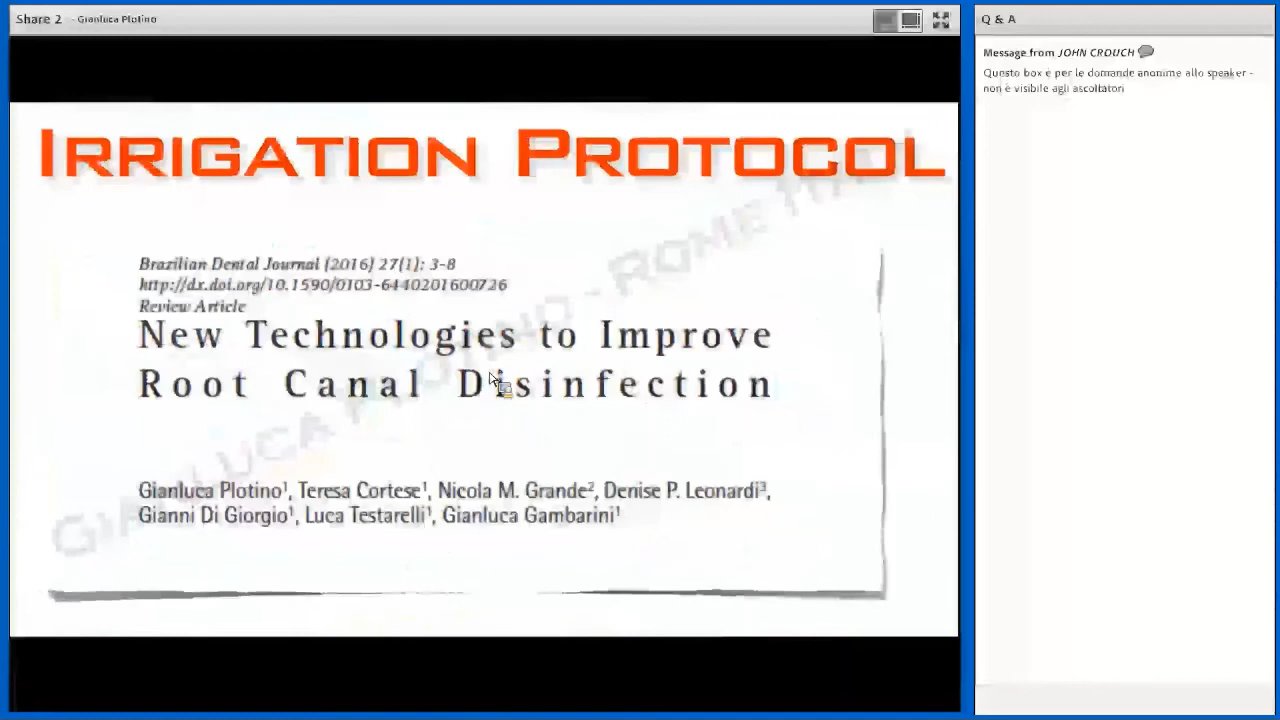 Share 2 - Gianluca Plotino
IRRIGATION PROTOCOL
Brazilian Dental Journal (2016) 27(1): 3-8
http://dx.doi.org/10.1590/0103-6440201600726
Review Article
New Technologies to Improve
Root Canal Disinfection
Gianluca Plotino¹, Teresa Cortese¹, Nicola M. Grande², Denise P. Leonardi³,
Gianni Di Giorgio¹, Luca Testarelli¹, Gianluca Gambarini¹
GIANLUCA PLOTINO - ROME
Q & A
Message from JOHN CROUCH
Questo box è per le domande anonime allo speaker -
non è visibile agli ascoltatori